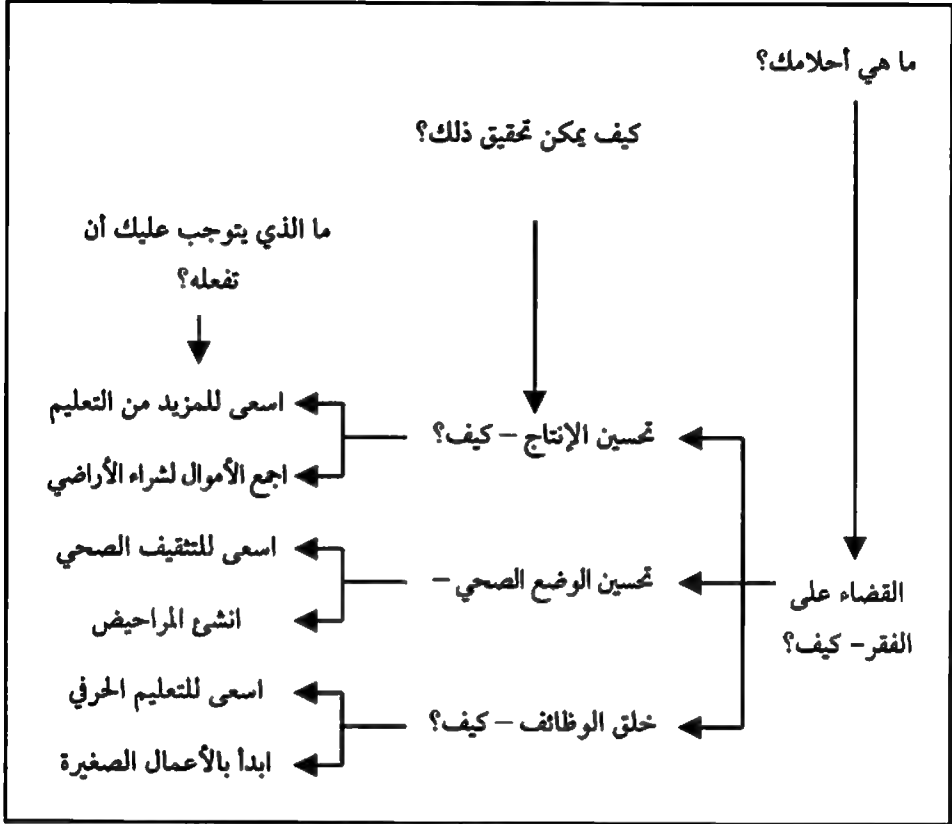 ما هي أحلامك؟
كيف يمكن تحقيق ذلك؟
ما الذي يتوجب عليك أن
تفعله؟
القضاء على
الفقر – كيف؟
تحسين الإنتاج – كيف؟
اسعى للمزيد من التعليم
اجمع الأموال لشراء الأراضي
تحسين الوضع الصحي –
اسعى للتثقيف الصحي
انشئ المراحيض
خلق الوظائف – كيف؟
اسعى للتعليم الحرفي
ابدأ بالأعمال الصغيرة